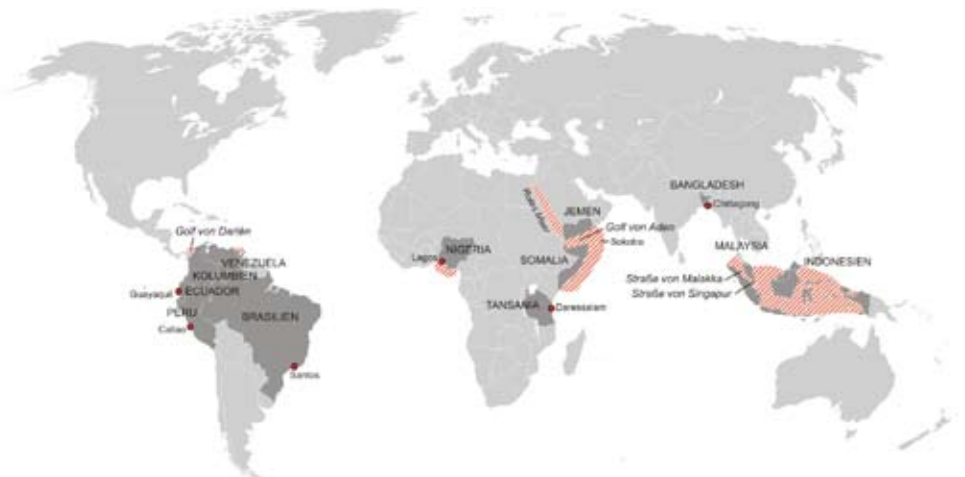 Golf von Darién
VENEZUELA
KOLUMBIEN
Guayaquil
ECUADOR
PERU
Callao
BRASILIEN
Santos
Lagos
NIGERIA
Rotes Meer
JEMEN
Golf von Aden
Sokotra
SOMALIA
TANSANIA
Daressalam
BANGLADESH
Chittagong
MALAYSIA
INDONESIEN
Straße von Malakka
Straße von Singapur